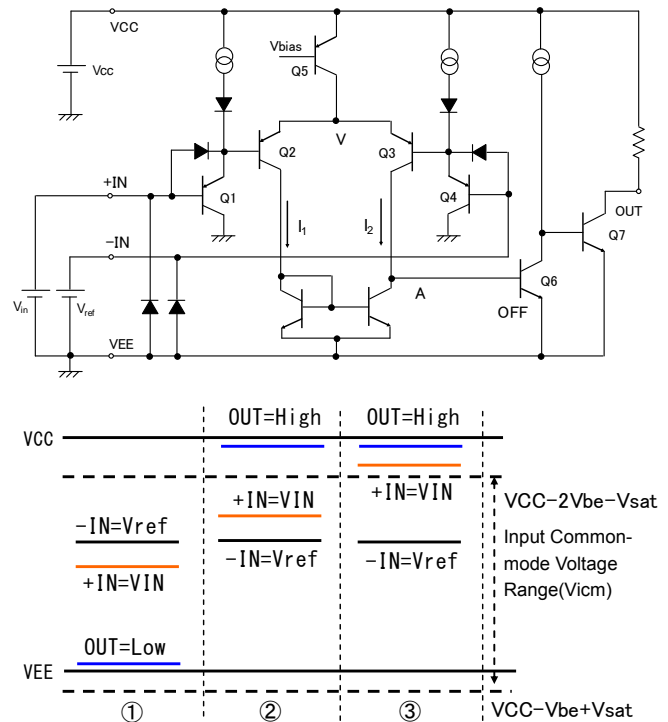 VCC
Vcc
Vbias
Q5
V
Q2
Q3
Q1
Q4
+IN
I1
I2
OUT
Q7
−IN
A
Q6
OFF
Vin
Vref
VEE
OUT=High
OUT=High
VCC
+IN=VIN
+IN=VIN
VCC-2Vbe-Vsat
−IN=Vref
−IN=Vref
−IN=Vref
Input Common-
mode Voltage
Range(Vicm)
+IN=VIN
OUT=Low
VEE
①
②
③
VCC-Vbe+Vsat